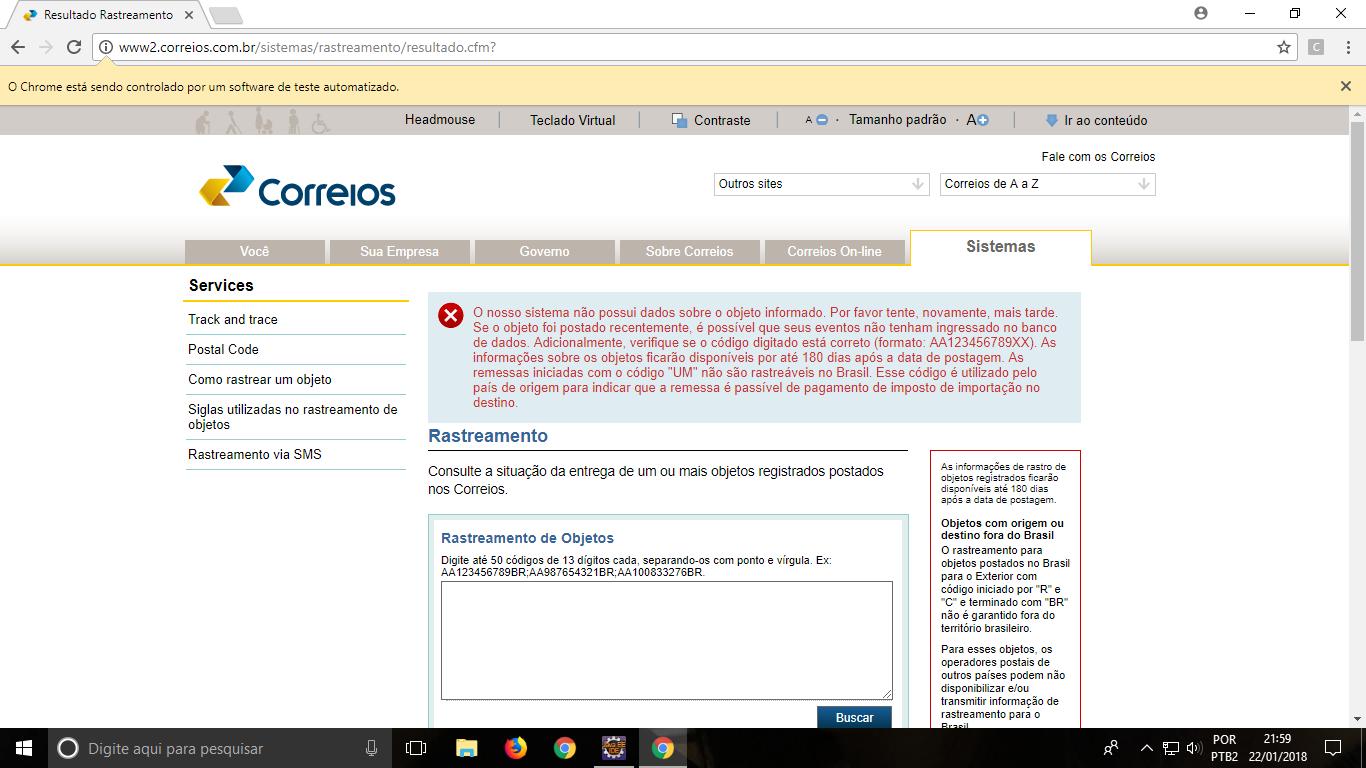 Resultado Rastreamento
www2.correios.com.br/sistemas/rastreamento/resultado.cfm?
C
O Chrome está sendo controlado por um software de teste automatizado.
Headmouse
Teclado Virtual
Contraste
A
·
Tamanho padrão
·
A
Ir ao conteúdo
Fale com os Correios
Correios
Outros sites
Correios de A a Z
Você
Sua Empresa
Governo
Sobre Correios
Correios On-line
Sistemas
Services
Track and trace
Postal Code
Como rastrear um objeto
Siglas utilizadas no rastreamento de
objetos
Rastreamento via SMS
O nosso sistema não possui dados sobre o objeto informado. Por favor tente, novamente, mais tarde.
Se o objeto foi postado recentemente, é possível que seus eventos não tenham ingressado no banco
de dados. Adicionalmente, verifique se o código digitado está correto (formato: AA123456789XX). As
informações sobre os objetos ficarão disponíveis por até 180 dias após a data de postagem. As
remessas iniciadas com o código "UM" não são rastreáveis no Brasil. Esse código é utilizado pelo
país de origem para indicar que a remessa é passível de pagamento de imposto de importação no
destino.
Rastreamento
Consulte a situação da entrega de um ou mais objetos registrados postados
nos Correios.
Rastreamento de Objetos
Digite até 50 códigos de 13 dígitos cada, separando-os com ponto e vírgula. Ex:
AA123456789BR;AA987654321BR;AA100833276BR.
Buscar
As informações de rastro de
objetos registrados ficarão
disponíveis até 180 dias
após a data de postagem.
Objetos com origem ou
destino fora do Brasil
O rastreamento para
objetos postados no Brasil
para o Exterior com
código iniciado por "R" e
"C" e terminado com "BR"
não é garantido fora do
território brasileiro.
Para esses objetos, os
operadores postais de
outros países podem não
disponibilizar e/ou
transmitir informação de
rastreamento para o
Brasil
Digite aqui para pesquisar
POR
PTB2
21:59
22/01/2018